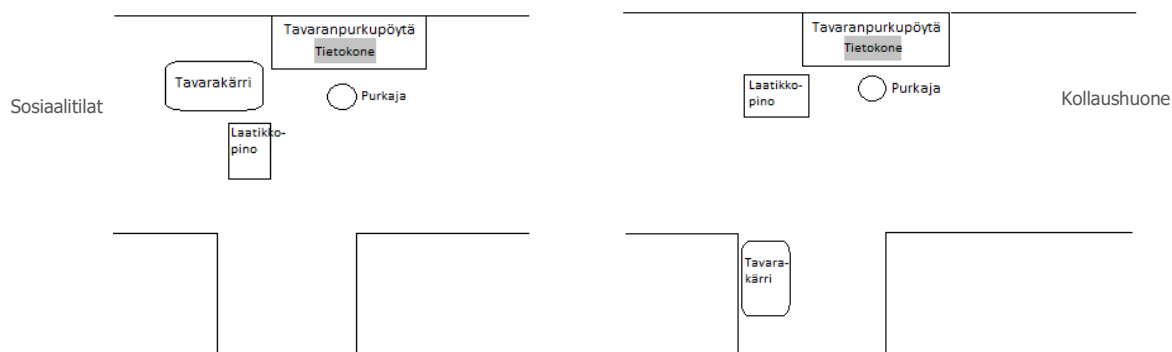 Tavaranpurkupöytä
Tietokone
Tavarakärri
Purkaja
Sosiaalitilat
Laatikko-
pino
Tavaranpurkupöytä
Tietokone
Laatikko-
pino
Purkaja
Kollaushuone
Tavara-
kärri